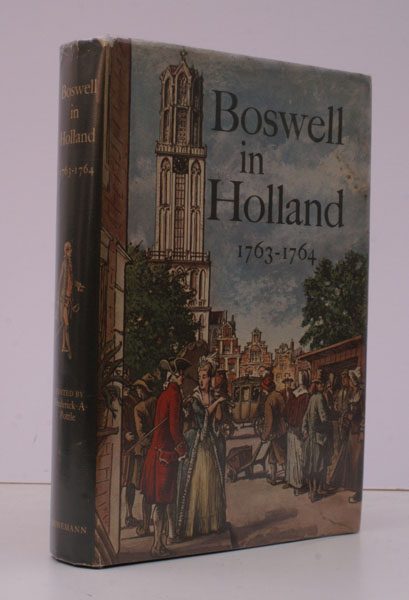 Boswell
in
Holland
1763-1764
EDITED BY
Frederick A.
Pottle
HEINEMANN
Boswell
in
Holland
1763-1764